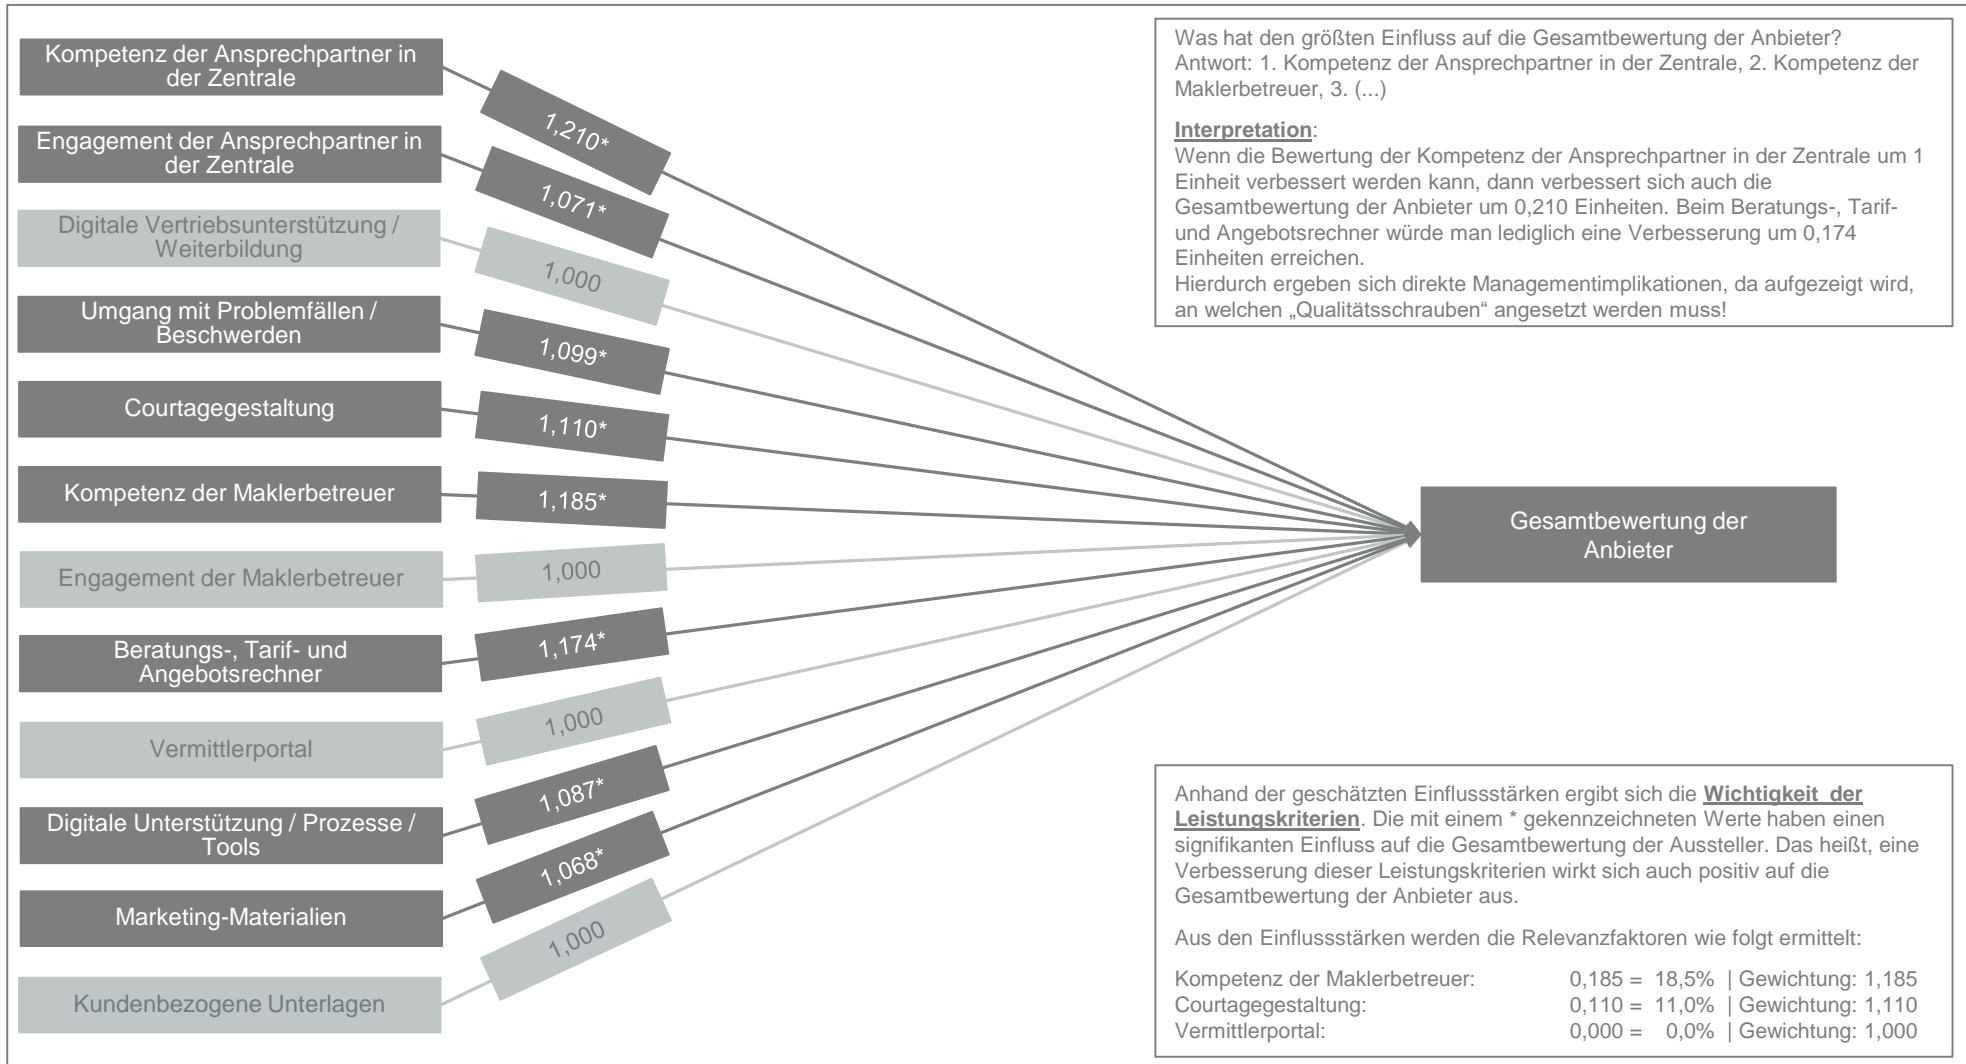 Kompetenz der Ansprechpartner in
der Zentrale
1,210*
Engagement der Ansprechpartner in
der Zentrale
1,071*
Digitale Vertriebsunterstützung /
Weiterbildung
1,000
Umgang mit Problemfällen /
Beschwerden
1,099*
Courtagegestaltung
1,110*
Kompetenz der Maklerbetreuer
1,185*
Engagement der Maklerbetreuer
1,000
Beratungs-, Tarif- und
Angebotsrechner
1,174*
Vermittlerportal
1,000
Digitale Unterstützung / Prozesse /
Tools
1,087*
Marketing-Materialien
1,068*
Kundenbezogene Unterlagen
1,000
Gesamtbewertung der
Anbieter
Was hat den größten Einfluss auf die Gesamtbewertung der Anbieter?
Antwort: 1. Kompetenz der Ansprechpartner in der Zentrale, 2. Kompetenz der
Maklerbetreuer, 3. (...)
Interpretation:
Wenn die Bewertung der Kompetenz der Ansprechpartner in der Zentrale um 1
Einheit verbessert werden kann, dann verbessert sich auch die
Gesamtbewertung der Anbieter um 0,210 Einheiten. Beim Beratungs-, Tarif-
und Angebotsrechner würde man lediglich eine Verbesserung um 0,174
Einheiten erreichen.
Hierdurch ergeben sich direkte Managementimplikationen, da aufgezeigt wird,
an welchen „Qualitätsschrauben“ angesetzt werden muss!
Anhand der geschätzten Einflussstärken ergibt sich die Wichtigkeit der
Leistungskriterien. Die mit einem * gekennzeichneten Werte haben einen
signifikanten Einfluss auf die Gesamtbewertung der Aussteller. Das heißt, eine
Verbesserung dieser Leistungskriterien wirkt sich auch positiv auf die
Gesamtbewertung der Anbieter aus.
Aus den Einflussstärken werden die Relevanzfaktoren wie folgt ermittelt:
Kompetenz der Maklerbetreuer: 0,185 = 18,5% | Gewichtung: 1,185
Courtagegestaltung: 0,110 = 11,0% | Gewichtung: 1,110
Vermittlerportal: 0,000 = 0,0% | Gewichtung: 1,000